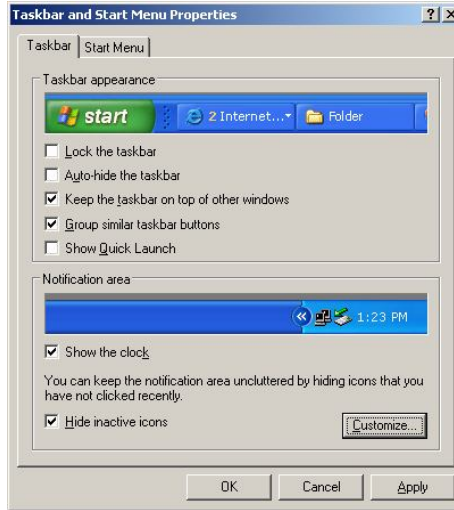 Taskbar and Start Menu Properties
Taskbar
Start Menu
Taskbar appearance
start
2 Internet...
Folder
Lock the taskbar
Auto-hide the taskbar
Keep the taskbar on top of other windows
Group similar taskbar buttons
Show Quick Launch
Notification area
1:23 PM
Show the clock
You can keep the notification area uncluttered by hiding icons that you
have not clicked recently.
Hide inactive icons
Customize...
OK
Cancel
Apply